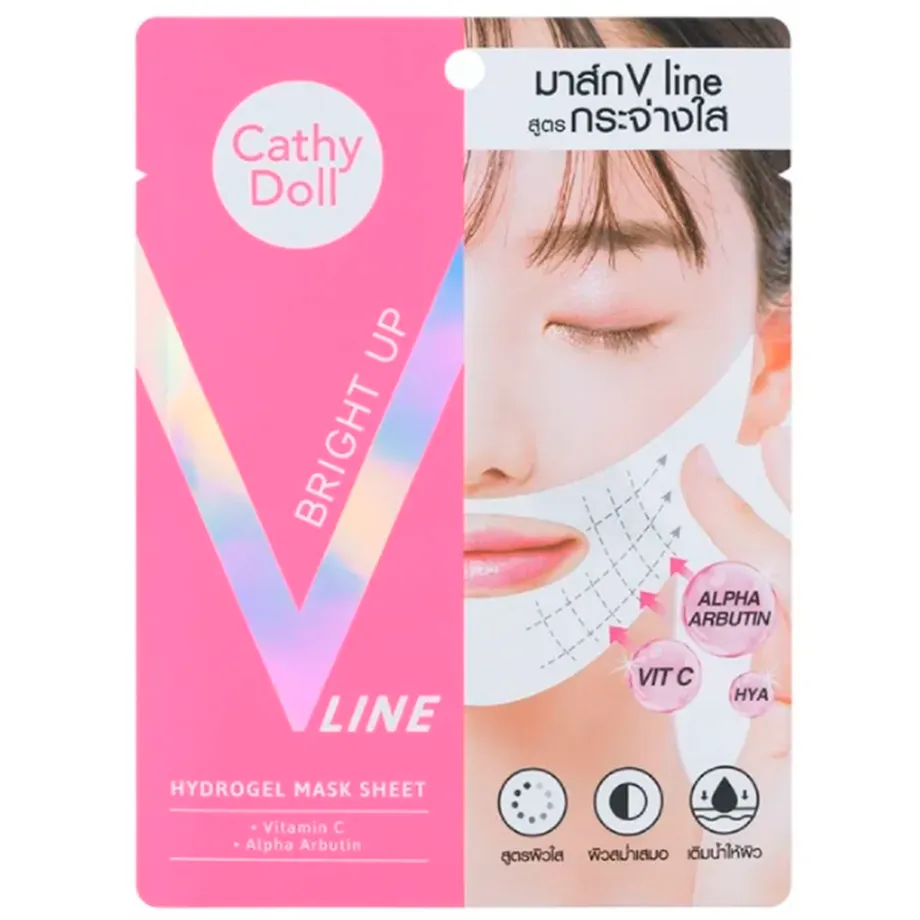 Cathy
Doll
BRIGHT UP
V LINE
HYDROGEL MASK SHEET
• Vitamin C
• Alpha Arbutin
มาส์กV line
สูตรกระจ่างใส
ALPHA
ARBUTIN
VIT C
HYA
สูตรผิวใส
ผิวสม่ำเสมอ
เติมน้ำให้ผิว